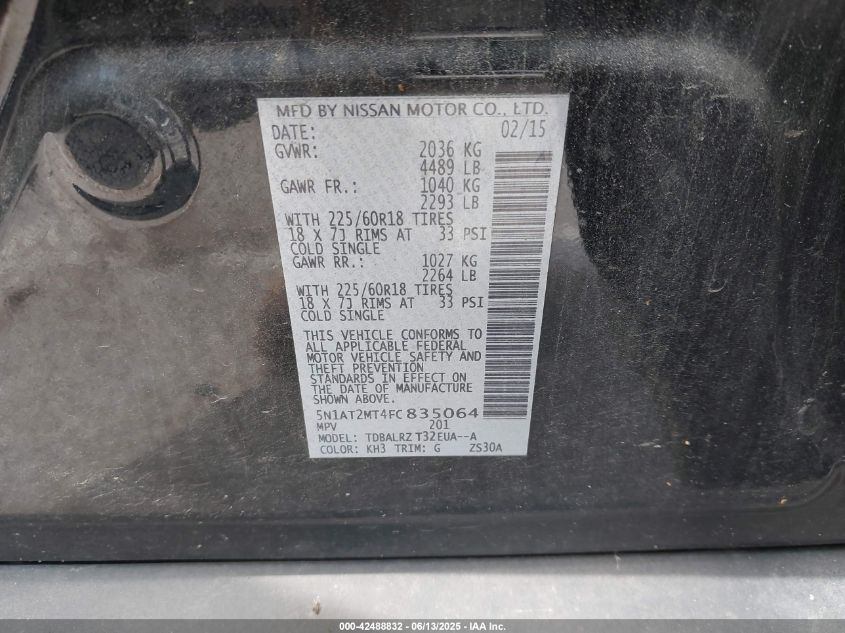 MFD BY NISSAN MOTOR CO., LTD.
DATE: 02/15
GVWR: 2036 KG
4489 LB
GAWR FR.: 1040 KG
2293 LB
WITH 225/60R18 TIRES
18 X 7J RIMS AT 33 PSI
COLD SINGLE
GAWR RR.: 1027 KG
2264 LB
WITH 225/60R18 TIRES
18 X 7J RIMS AT 33 PSI
COLD SINGLE
THIS VEHICLE CONFORMS TO
ALL APPLICABLE FEDERAL
MOTOR VEHICLE SAFETY AND
THEFT PREVENTION
STANDARDS IN EFFECT ON
THE DATE OF MANUFACTURE
SHOWN ABOVE.
5N1AT2MT4FC 835064
MPV 201
MODEL: TDBALRZ T32EUA--A
COLOR: KH3 TRIM: G ZS30A
000-42488832 - 06/13/2025 - IAA Inc.